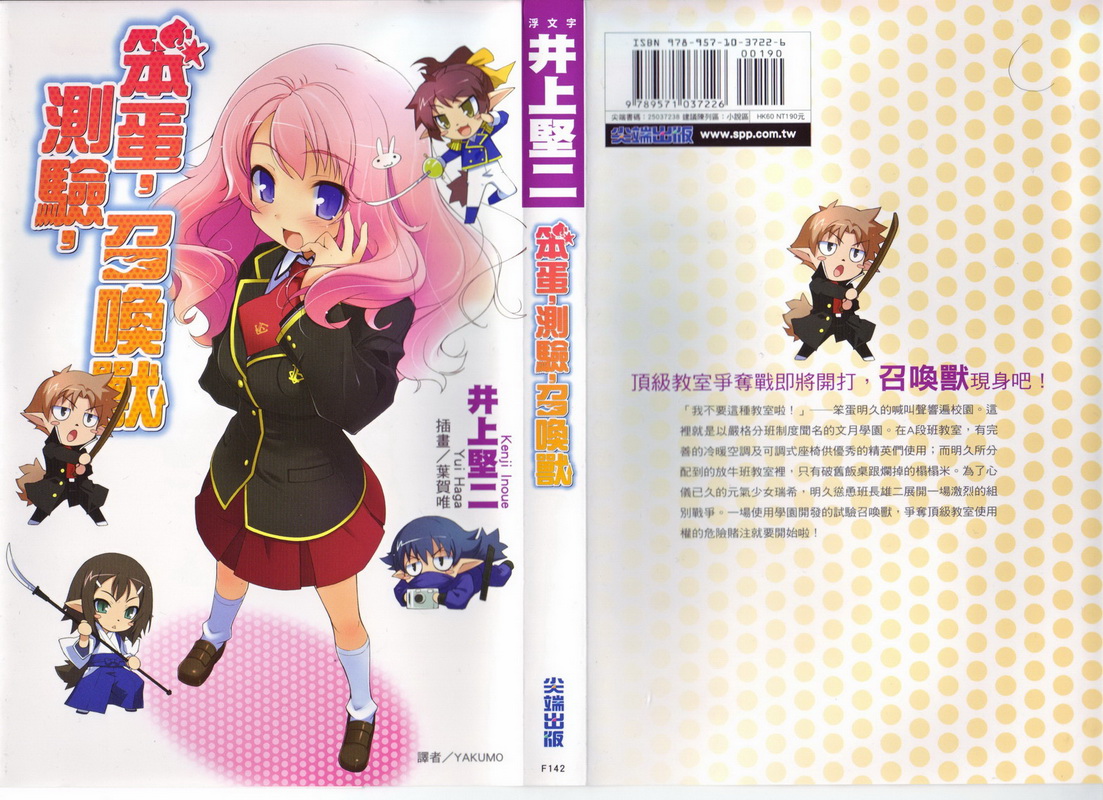 笨蛋，
測驗，
召喚獸
井上堅二
Kenji Inoue
插畫／葉賀唯
Yui Haga
譯者／YAKUMO
浮文字
井上堅二
笨蛋，測驗，召喚獸
尖端出版
F142
ISBN 978-957-10-3722-6
00190
9 789571 037226
尖端書碼：25037238 建議陳列區：小說區 HK60 NT190元
尖端出版 www.spp.com.tw
頂級教室爭奪戰即將開打，召喚獸現身吧！
「我不要這種教室啦！」──笨蛋明久的喊叫聲響遍校園。這
裡就是以嚴格分班制度聞名的文月學園。在A段班教室，有完
善的冷暖空調及可調式座椅供優秀的精英們使用；而明久所分
配到的放牛班教室裡，只有破舊飯桌跟爛掉的榻榻米。為了心
儀已久的元氣少女瑞希，明久慫恿班長雄二展開一場激烈的組
別戰爭。一場使用學園開發的試驗召喚獸，爭奪頂級教室使用
權的危險賭注就要開始啦！